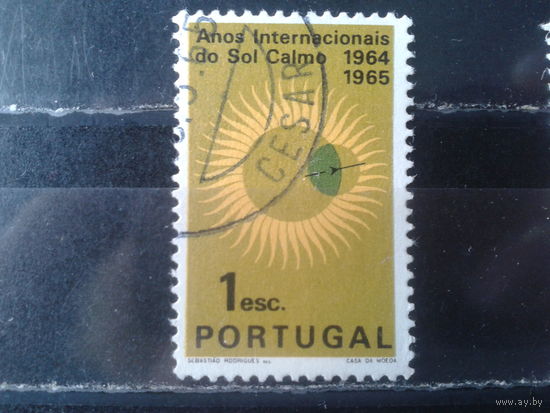 Anos Internacionais
do Sol Calmo 1964
1965
CESAR
1 esc.
PORTUGAL
SEBASTIÃO RODRIGUES CASA DA MOEDA
www.ay.by